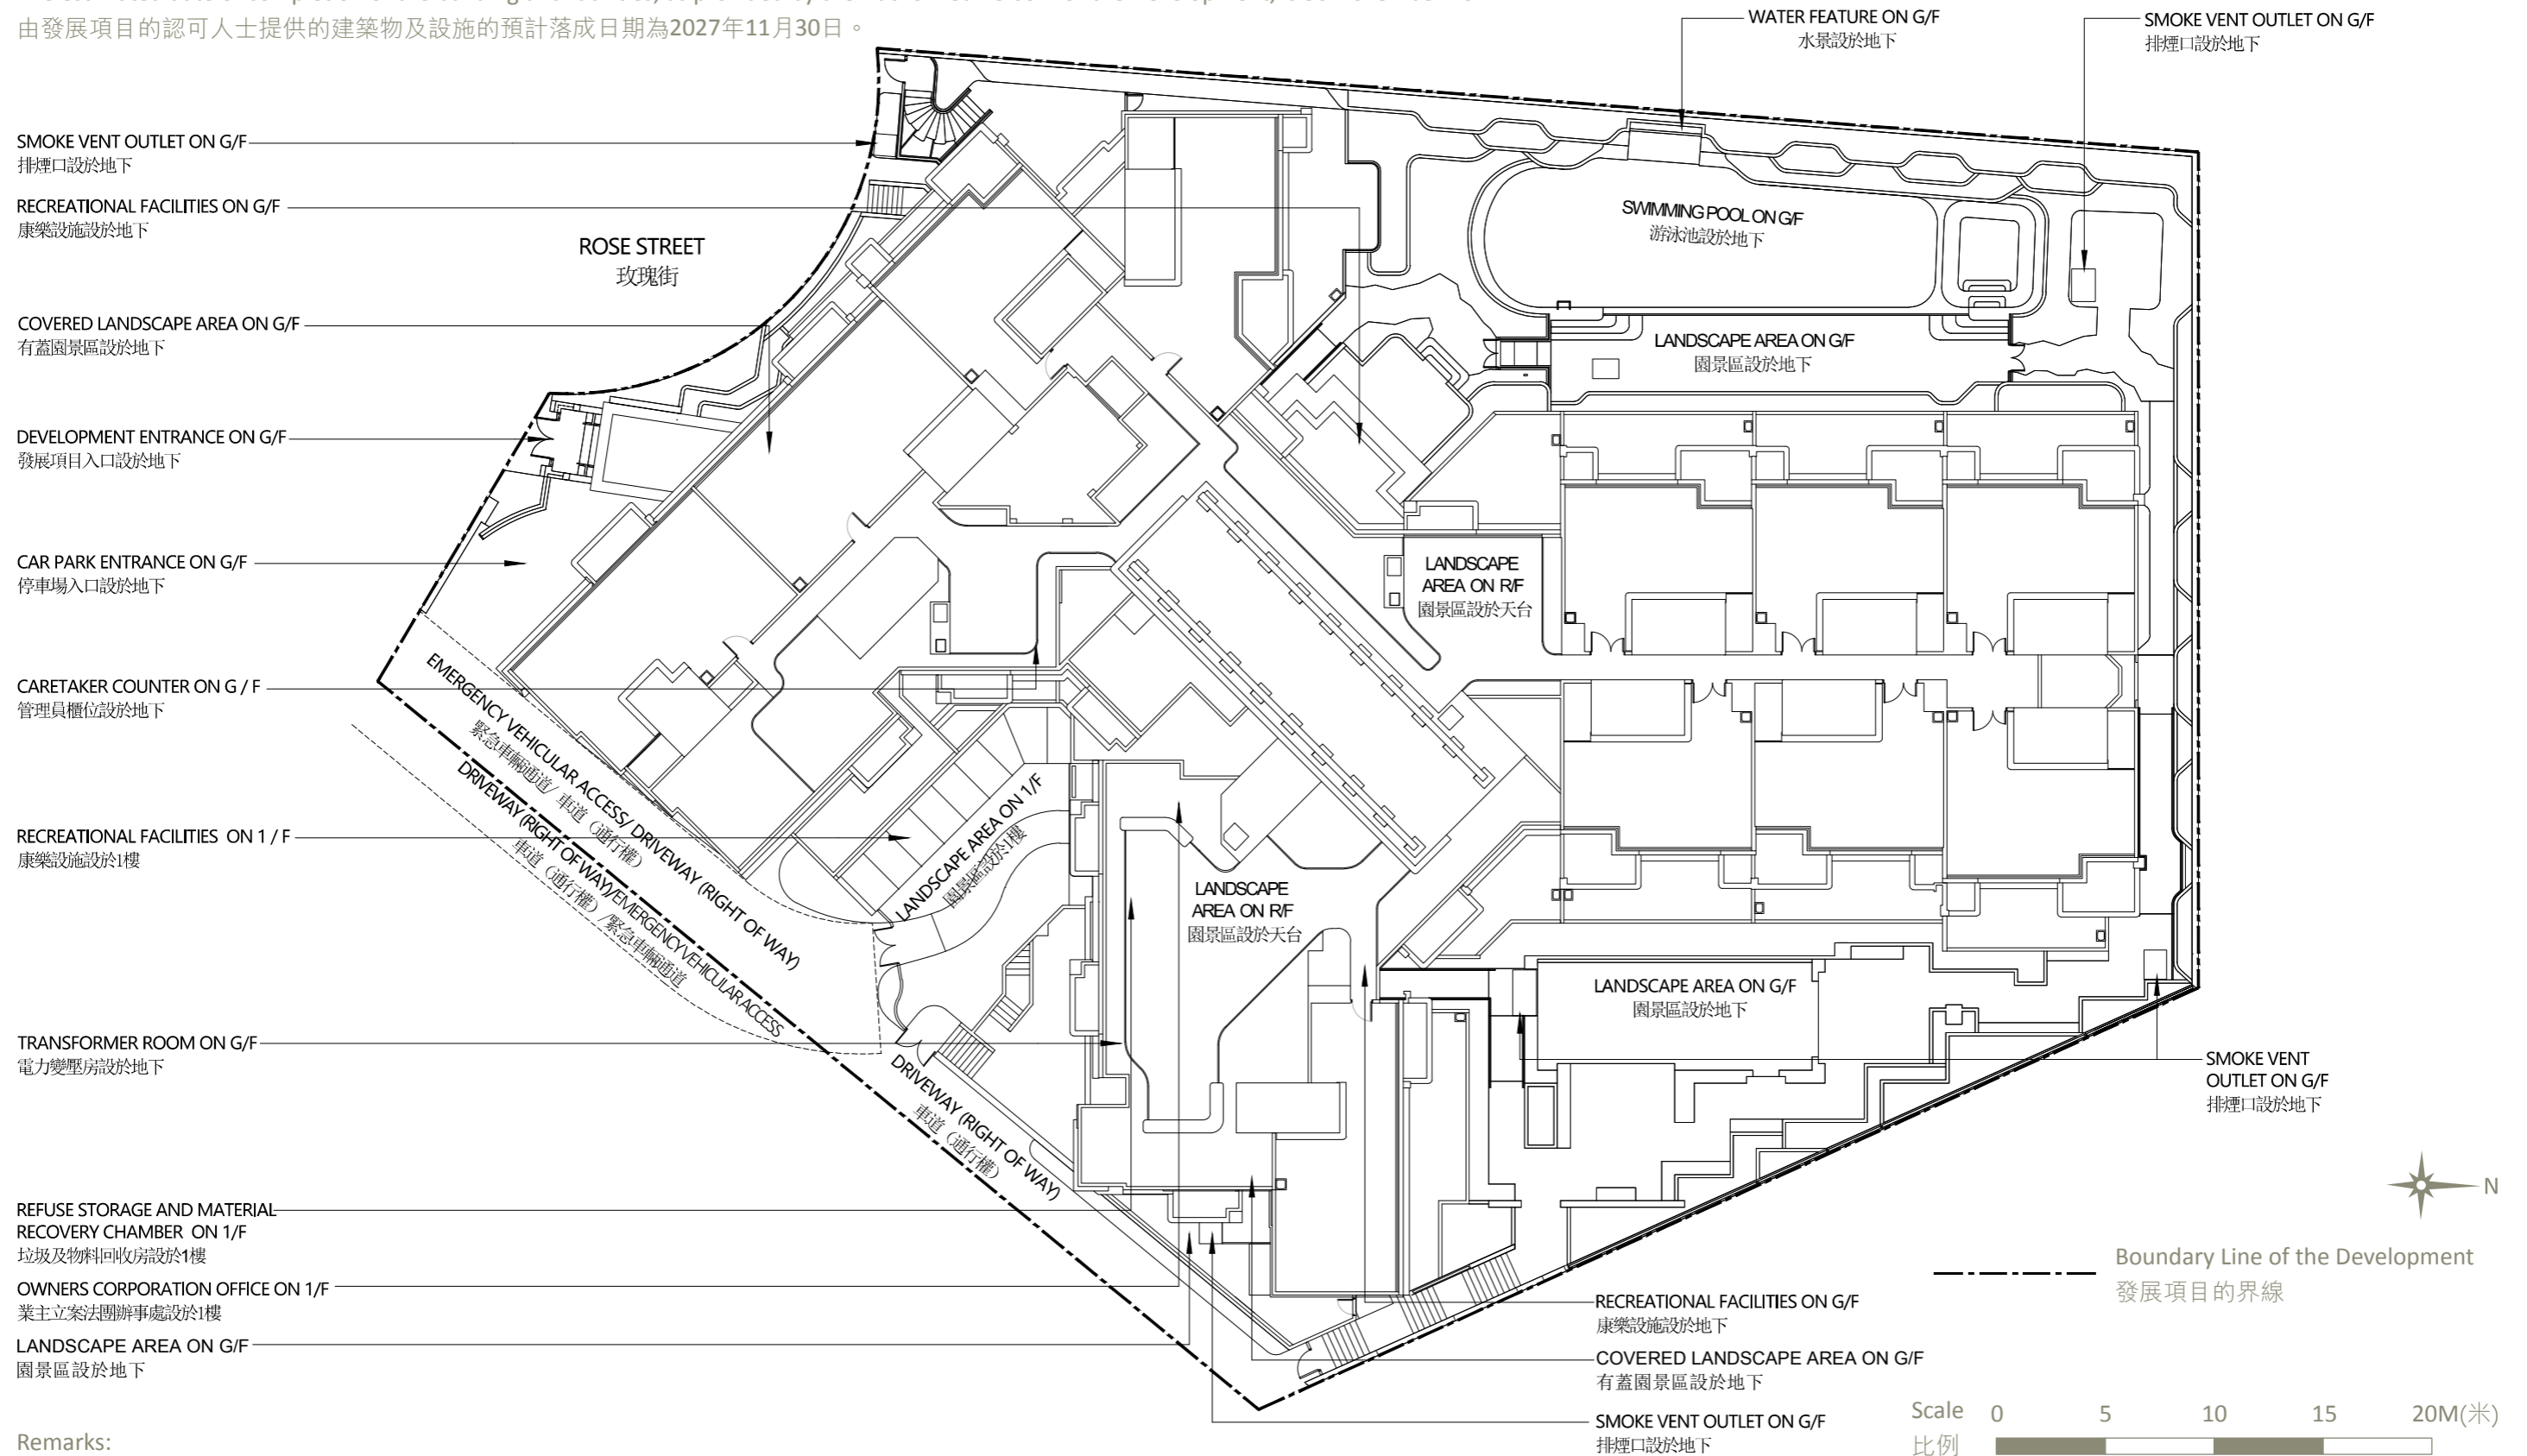 由發展項目的認可人士提供的建築物及設施的預計落成日期為2027年11月30日。
WATER FEATURE ON G/F
水景設於地下
SMOKE VENT OUTLET ON G/F
排煙口設於地下
SMOKE VENT OUTLET ON G/F
排煙口設於地下
RECREATIONAL FACILITIES ON G/F
康樂設施設於地下
ROSE STREET
玫瑰街
SWIMMING POOL ON G/F
游泳池設於地下
COVERED LANDSCAPE AREA ON G/F
有蓋園景區設於地下
LANDSCAPE AREA ON G/F
園景區設於地下
DEVELOPMENT ENTRANCE ON G/F
發展項目入口設於地下
CAR PARK ENTRANCE ON G/F
停車場入口設於地下
LANDSCAPE
AREA ON R/F
園景區設於天台
CARETAKER COUNTER ON G / F
管理員櫃位設於地下
EMERGENCY VEHICULAR ACCESS/ DRIVEWAY (RIGHT OF WAY)
緊急車輛通道/ 車道（通行權）
DRIVEWAY (RIGHT OF WAY)/EMERGENCY VEHICULAR ACCESS
車道（通行權）/緊急車輛通道
RECREATIONAL FACILITIES ON 1 / F
康樂設施設於1樓
LANDSCAPE AREA ON 1/F
園景區設於1樓
LANDSCAPE
AREA ON R/F
園景區設於天台
LANDSCAPE AREA ON G/F
園景區設於地下
TRANSFORMER ROOM ON G/F
電力變壓房設於地下
DRIVEWAY (RIGHT OF WAY)
車道（通行權）
SMOKE VENT
OUTLET ON G/F
排煙口設於地下
REFUSE STORAGE AND MATERIAL
RECOVERY CHAMBER ON 1/F
垃圾及物料回收房設於1樓
OWNERS CORPORATION OFFICE ON 1/F
業主立案法團辦事處設於1樓
LANDSCAPE AREA ON G/F
園景區設於地下
N
Boundary Line of the Development
發展項目的界線
RECREATIONAL FACILITIES ON G/F
康樂設施設於地下
COVERED LANDSCAPE AREA ON G/F
有蓋園景區設於地下
SMOKE VENT OUTLET ON G/F
排煙口設於地下
Scale 0 5 10 15 20M(米)
比例
Remarks: